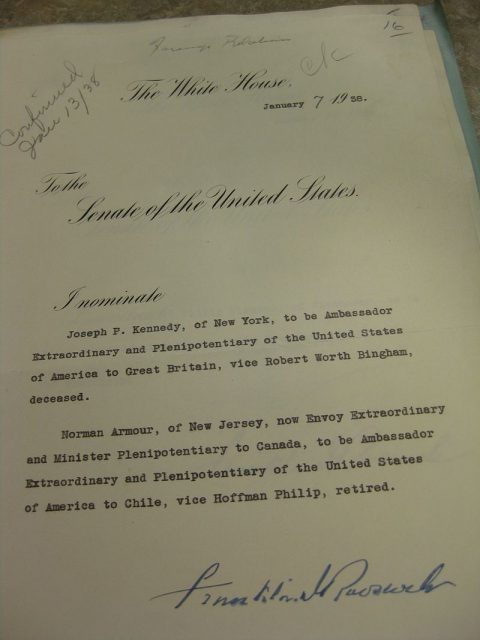 Foreign Relations
c/c
16
The White House.
January 7 1938.
Confirmed
Jan 13/38
To the
Senate of the United States.
I nominate
Joseph P. Kennedy, of New York, to be Ambassador
Extraordinary and Plenipotentiary of the United States
of America to Great Britain, vice Robert Worth Bingham,
deceased.
Norman Armour, of New Jersey, now Envoy Extraordinary
and Minister Plenipotentiary to Canada, to be Ambassador
Extraordinary and Plenipotentiary of the United States
of America to Chile, vice Hoffman Philip, retired.
Franklin D Roosevelt